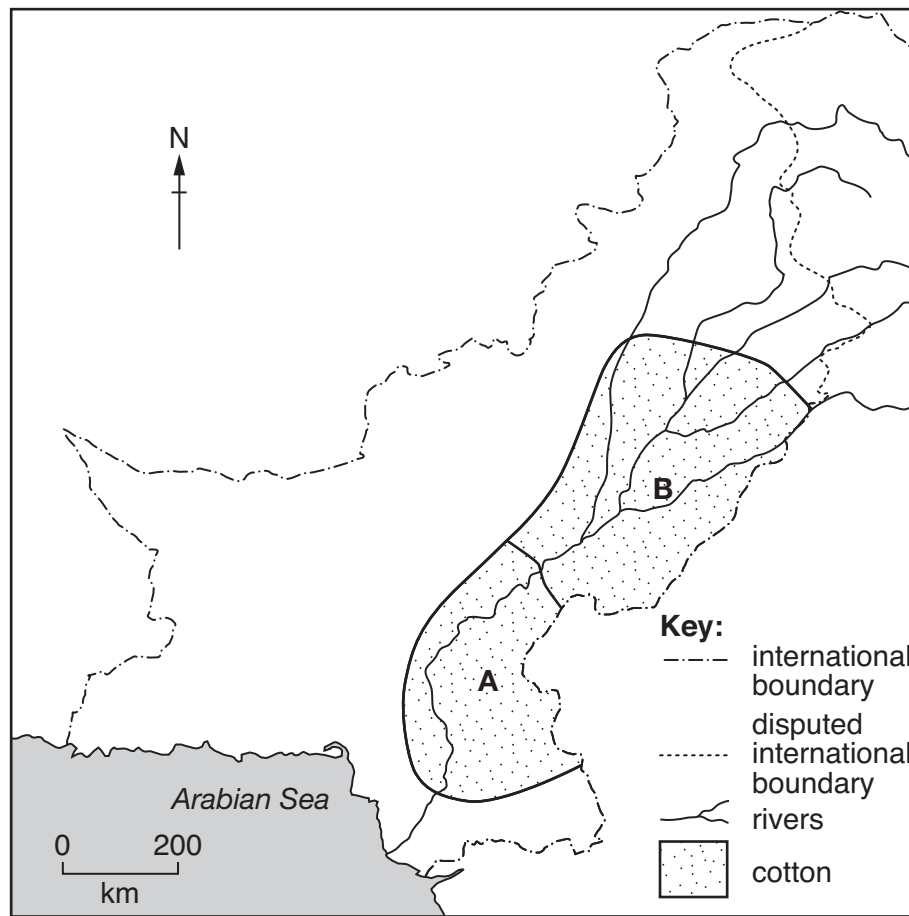 N
B
A
Arabian Sea
0 200
km
Key:
international
boundary
disputed
international
boundary
rivers
cotton